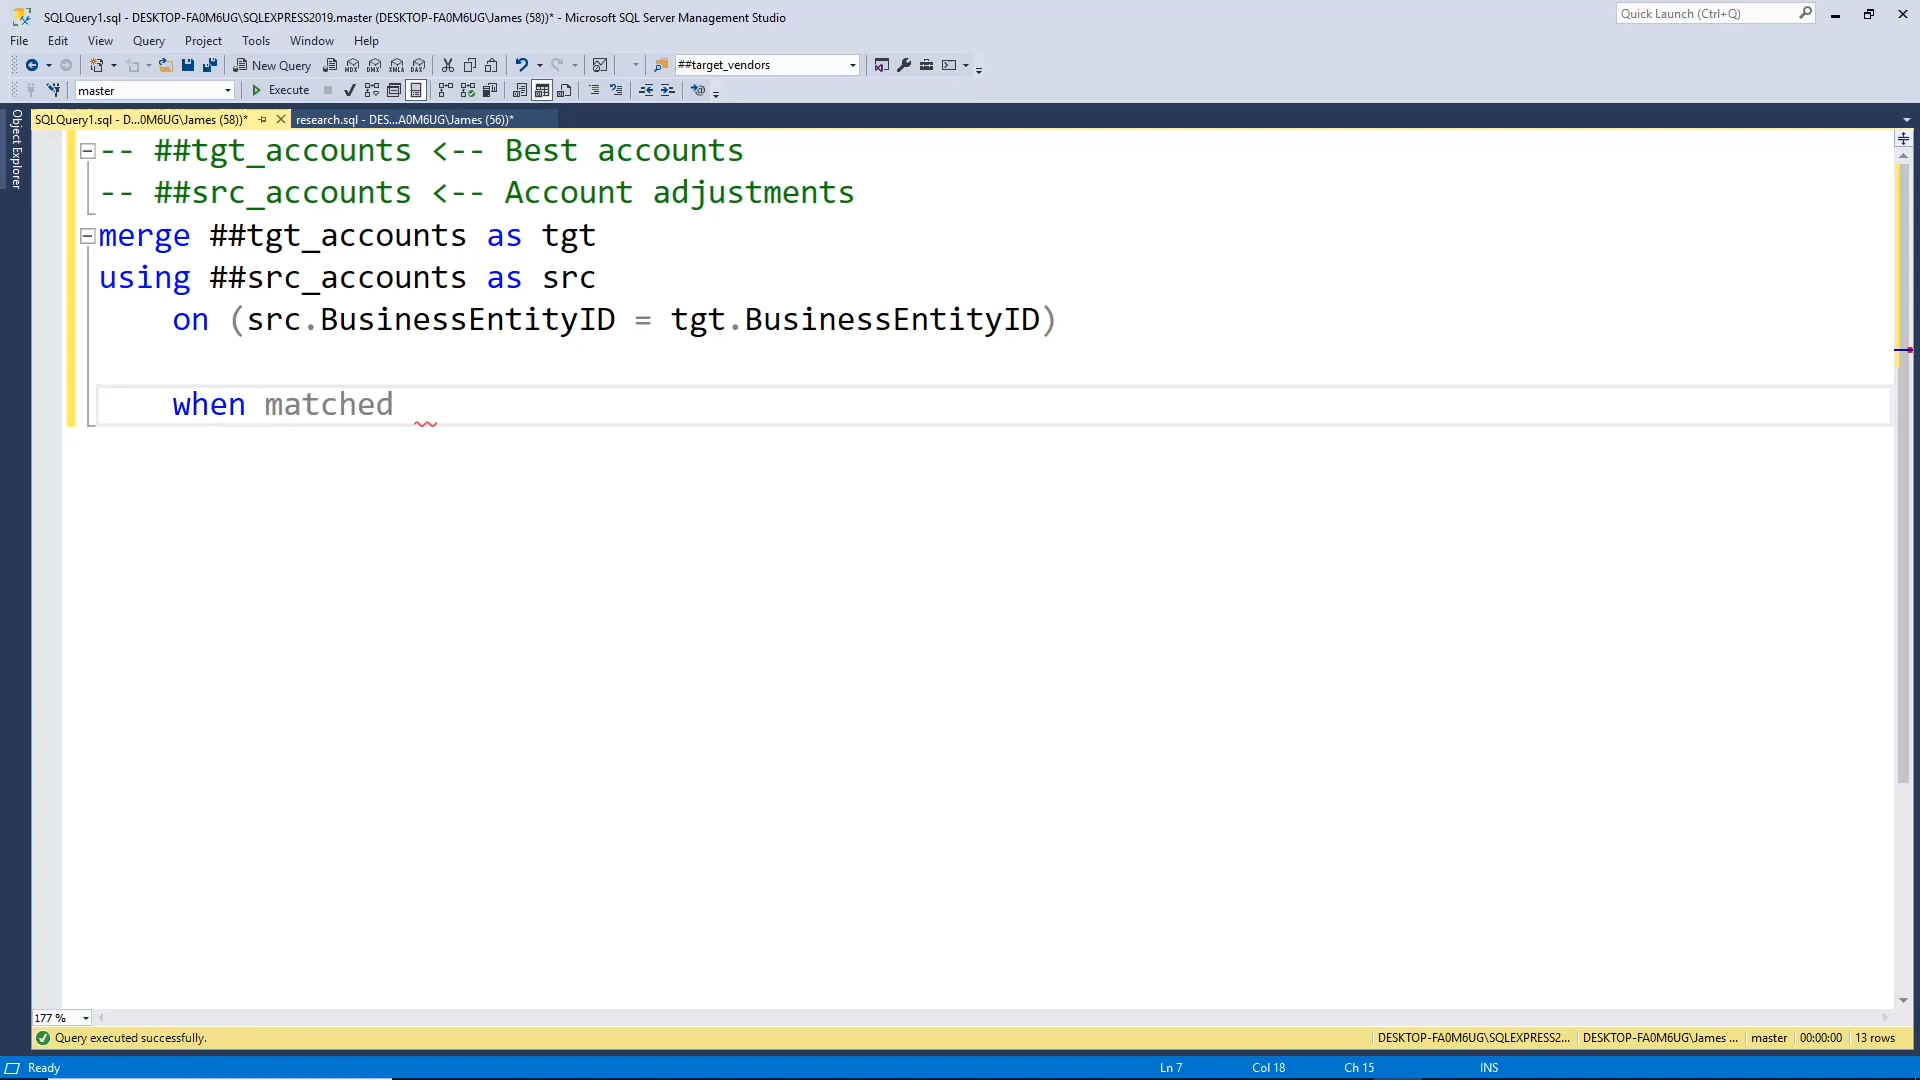 SQLQuery1.sql - DESKTOP-FA0M6UG\SQLEXPRESS2019.master (DESKTOP-FA0M6UG\James (58))* - Microsoft SQL Server Management Studio
Quick Launch (Ctrl+Q)
File Edit View Query Project Tools Window Help
New Query
##target_vendors
master
Execute
Object Explorer
SQLQuery1.sql - D...0M6UG\James (58))*
research.sql - DES...A0M6UG\James (56))*
-- ##tgt_accounts <-- Best accounts
-- ##src_accounts <-- Account adjustments
merge ##tgt_accounts as tgt
using ##src_accounts as src
on (src.BusinessEntityID = tgt.BusinessEntityID)
when matched
177 %
Query executed successfully.
DESKTOP-FA0M6UG\SQLEXPRESS2... DESKTOP-FA0M6UG\James ... master 00:00:00 13 rows
Ready
Ln 7 Col 18 Ch 15 INS